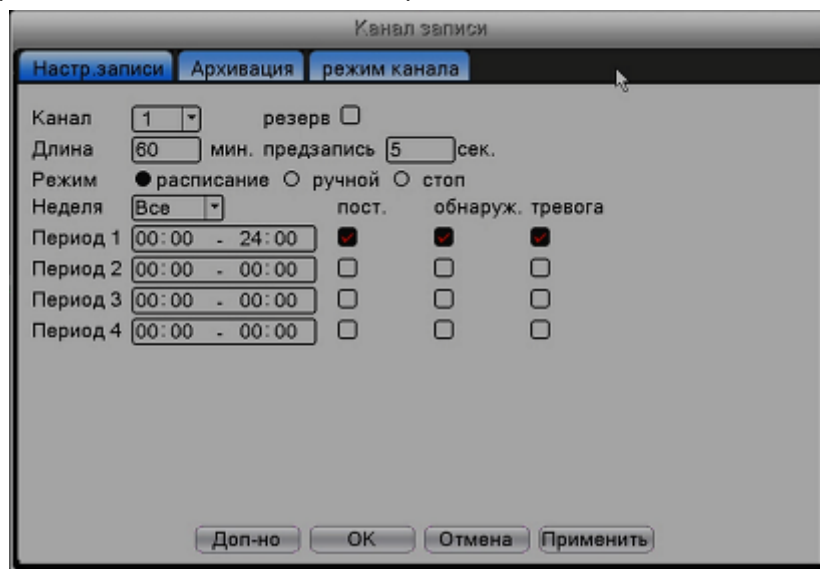 Канал записи
Настр.записи Архивация режим канала
Канал 1 резерв
Длина 60 мин. предзапись 5 сек.
Режим расписание ручной стоп
Неделя Все пост. обнаруж. тревога
Период 1 00:00 - 24:00
Период 2 00:00 - 00:00
Период 3 00:00 - 00:00
Период 4 00:00 - 00:00
Доп-но OK Отмена Применить